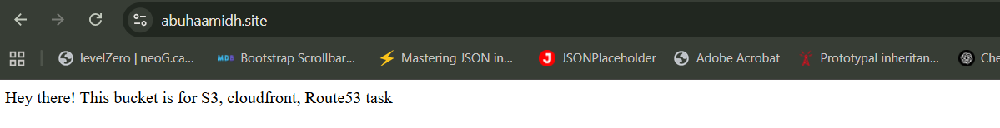 abuhaamidh.site
levelZero | neoG.ca... MDB Bootstrap Scrollbar... Mastering JSON in... J JSONPlaceholder Adobe Acrobat Prototypal inheritan... Che
Hey there! This bucket is for S3, cloudfront, Route53 task